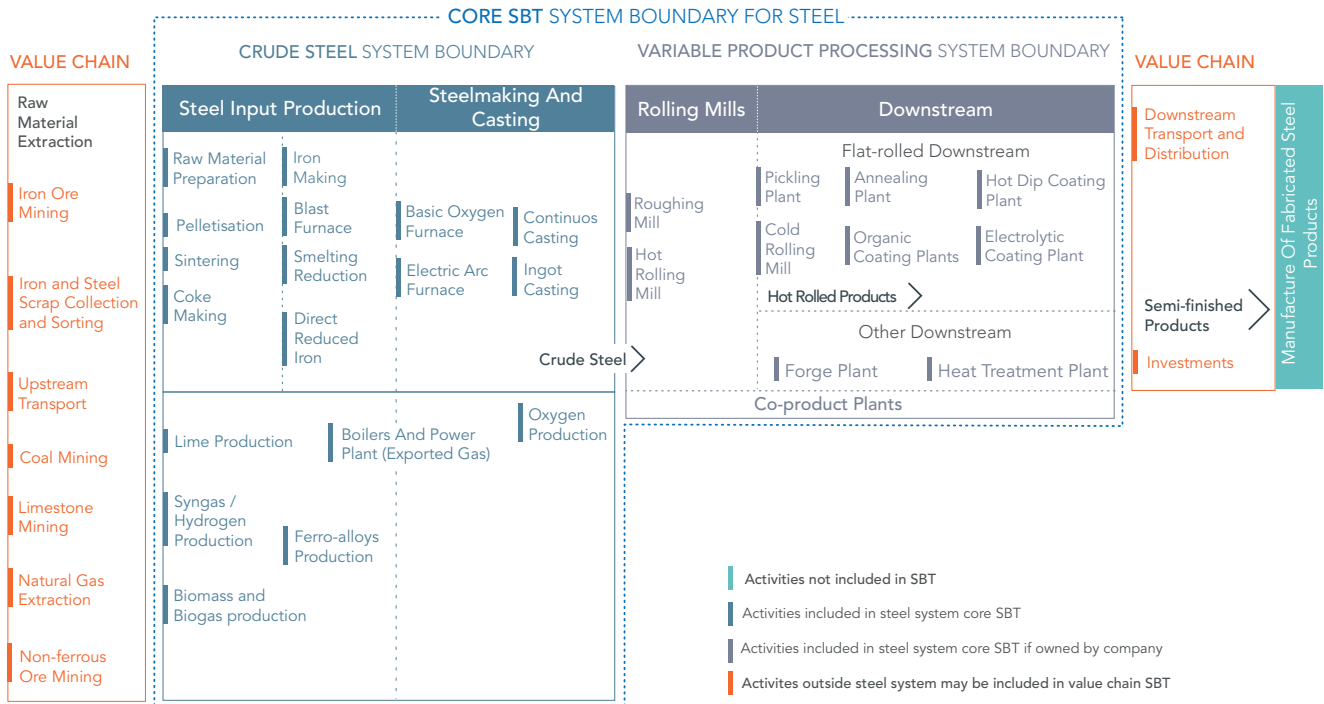 CORE SBT SYSTEM BOUNDARY FOR STEEL
CRUDE STEEL SYSTEM BOUNDARY
VARIABLE PRODUCT PROCESSING SYSTEM BOUNDARY
VALUE CHAIN
Raw
Material
Extraction
Iron Ore
Mining
Iron and Steel
Scrap Collection
and Sorting
Upstream
Transport
Coal Mining
Limestone
Mining
Natural Gas
Extraction
Non-ferrous
Ore Mining
Steel Input Production
Raw Material
Preparation
Pelletisation
Sintering
Coke
Making
Iron
Making
Blast
Furnace
Smelting
Reduction
Direct
Reduced
Iron
Steelmaking And
Casting
Basic Oxygen
Furnace
Electric Arc
Furnace
Continuos
Casting
Ingot
Casting
Crude Steel
Lime Production
Boilers And Power
Plant (Exported Gas)
Oxygen
Production
Syngas /
Hydrogen
Production
Ferro-alloys
Production
Biomass and
Biogas production
Rolling Mills
Roughing
Mill
Hot
Rolling
Mill
Downstream
Flat-rolled Downstream
Pickling
Plant
Annealing
Plant
Hot Dip Coating
Plant
Cold
Rolling
Mill
Organic
Coating Plants
Electrolytic
Coating Plant
Hot Rolled Products
Other Downstream
Forge Plant
Heat Treatment Plant
Co-product Plants
VALUE CHAIN
Downstream
Transport and
Distribution
Semi-finished
Products
Investments
Manufacture Of Fabricated Steel
Products
Activities not included in SBT
Activities included in steel system core SBT
Activities included in steel system core SBT if owned by company
Activites outside steel system may be included in value chain SBT